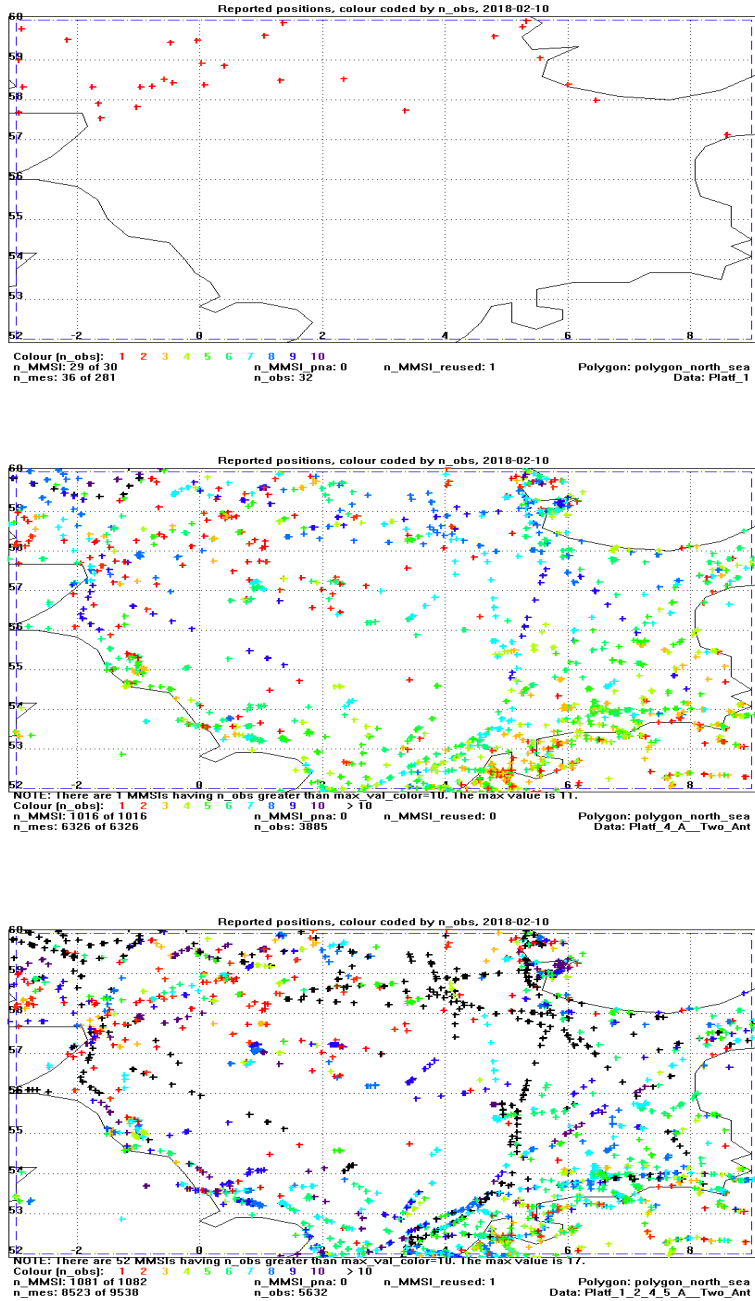 Reported positions, colour coded by n_obs, 2018-02-10
60
59
58
57
56
55
54
53
52
-2 0 2 4 6 8
Colour [n_obs]: 1 2 3 4 5 6 7 8 9 10
n_MMSI: 29 of 30 n_MMSI_pna: 0 n_MMSI_reused: 1 Polygon: polygon_north_sea
n_mes: 36 of 281 n_obs: 32 Data: Platf_1
Reported positions, colour coded by n_obs, 2018-02-10
60
59
58
57
56
55
54
53
52
-2 0 2 4 6 8
NOTE: There are 1 MMSIs having n_obs greater than max_val_color=10. The max value is 11.
Colour [n_obs]: 1 2 3 4 5 6 7 8 9 10 > 10
n_MMSI: 1016 of 1016 n_MMSI_pna: 0 n_MMSI_reused: 0 Polygon: polygon_north_sea
n_mes: 6326 of 6326 n_obs: 3885 Data: Platf_4_A__Two_Ant
Reported positions, colour coded by n_obs, 2018-02-10
60
59
58
57
56
55
54
53
52
-2 0 2 4 6 8
NOTE: There are 52 MMSIs having n_obs greater than max_val_color=10. The max value is 17.
Colour [n_obs]: 1 2 3 4 5 6 7 8 9 10 > 10
n_MMSI: 1081 of 1082 n_MMSI_pna: 0 n_MMSI_reused: 1 Polygon: polygon_north_sea
n_mes: 8523 of 9538 n_obs: 5632 Data: Platf_1_2_4_5_A__Two_Ant